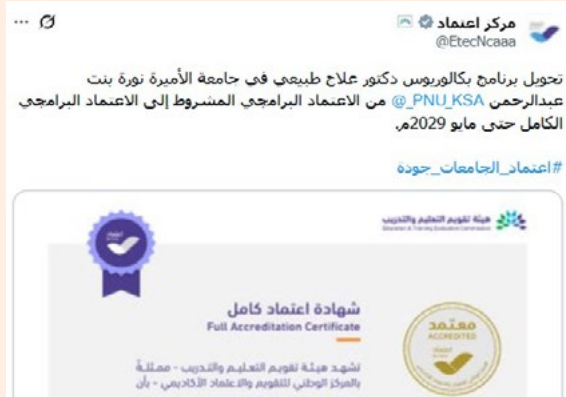 مركز اعتماد
@EtecNcaaa
تحويل برنامج بكالوريوس دكتور علاج طبيعي في جامعة الأميرة نورة بنت
عبدالرحمن @_PNU_KSA من الاعتماد البرامجي المشروط إلى الاعتماد البرامجي
الكامل حتى مايو 2029م.
#اعتماد_الجامعات_جودة
هيئة تقويم التعليم والتدريب
Education & Training Evaluation Commission
شهادة اعتماد كامل
Full Accreditation Certificate
معتمد
ACCREDITED
تشهد هيئة تقويم التعليم والتدريب - ممثلةً
بالمركز الوطني للتقويم والاعتماد الأكاديمي - بأن